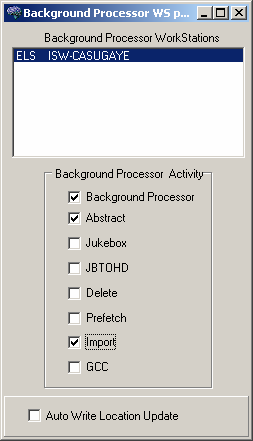 Background Processor WS p...
Background Processor WorkStations
ELS ISW-CASUGAYE
Background Processor Activity
Background Processor
Abstract
Jukebox
JBTOHD
Delete
Prefetch
Import
GCC
Auto Write Location Update